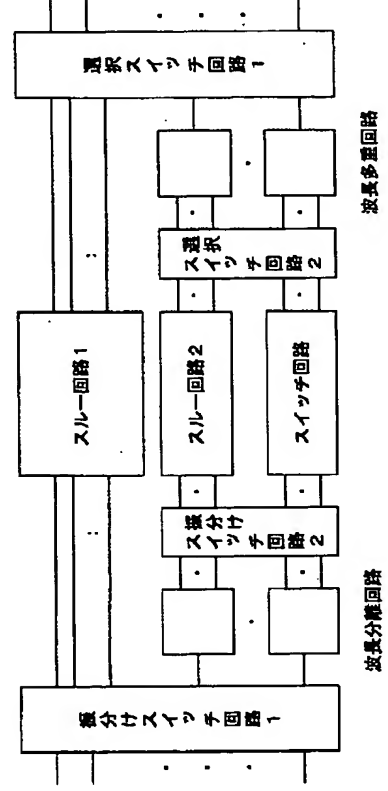 振分けスイッチ回路1
波長分離回路
振分け
スイッチ回路2
スルー回路1
スルー回路2
スイッチ回路
選択
スイッチ回路2
波長多重回路
選択スイッチ回路1